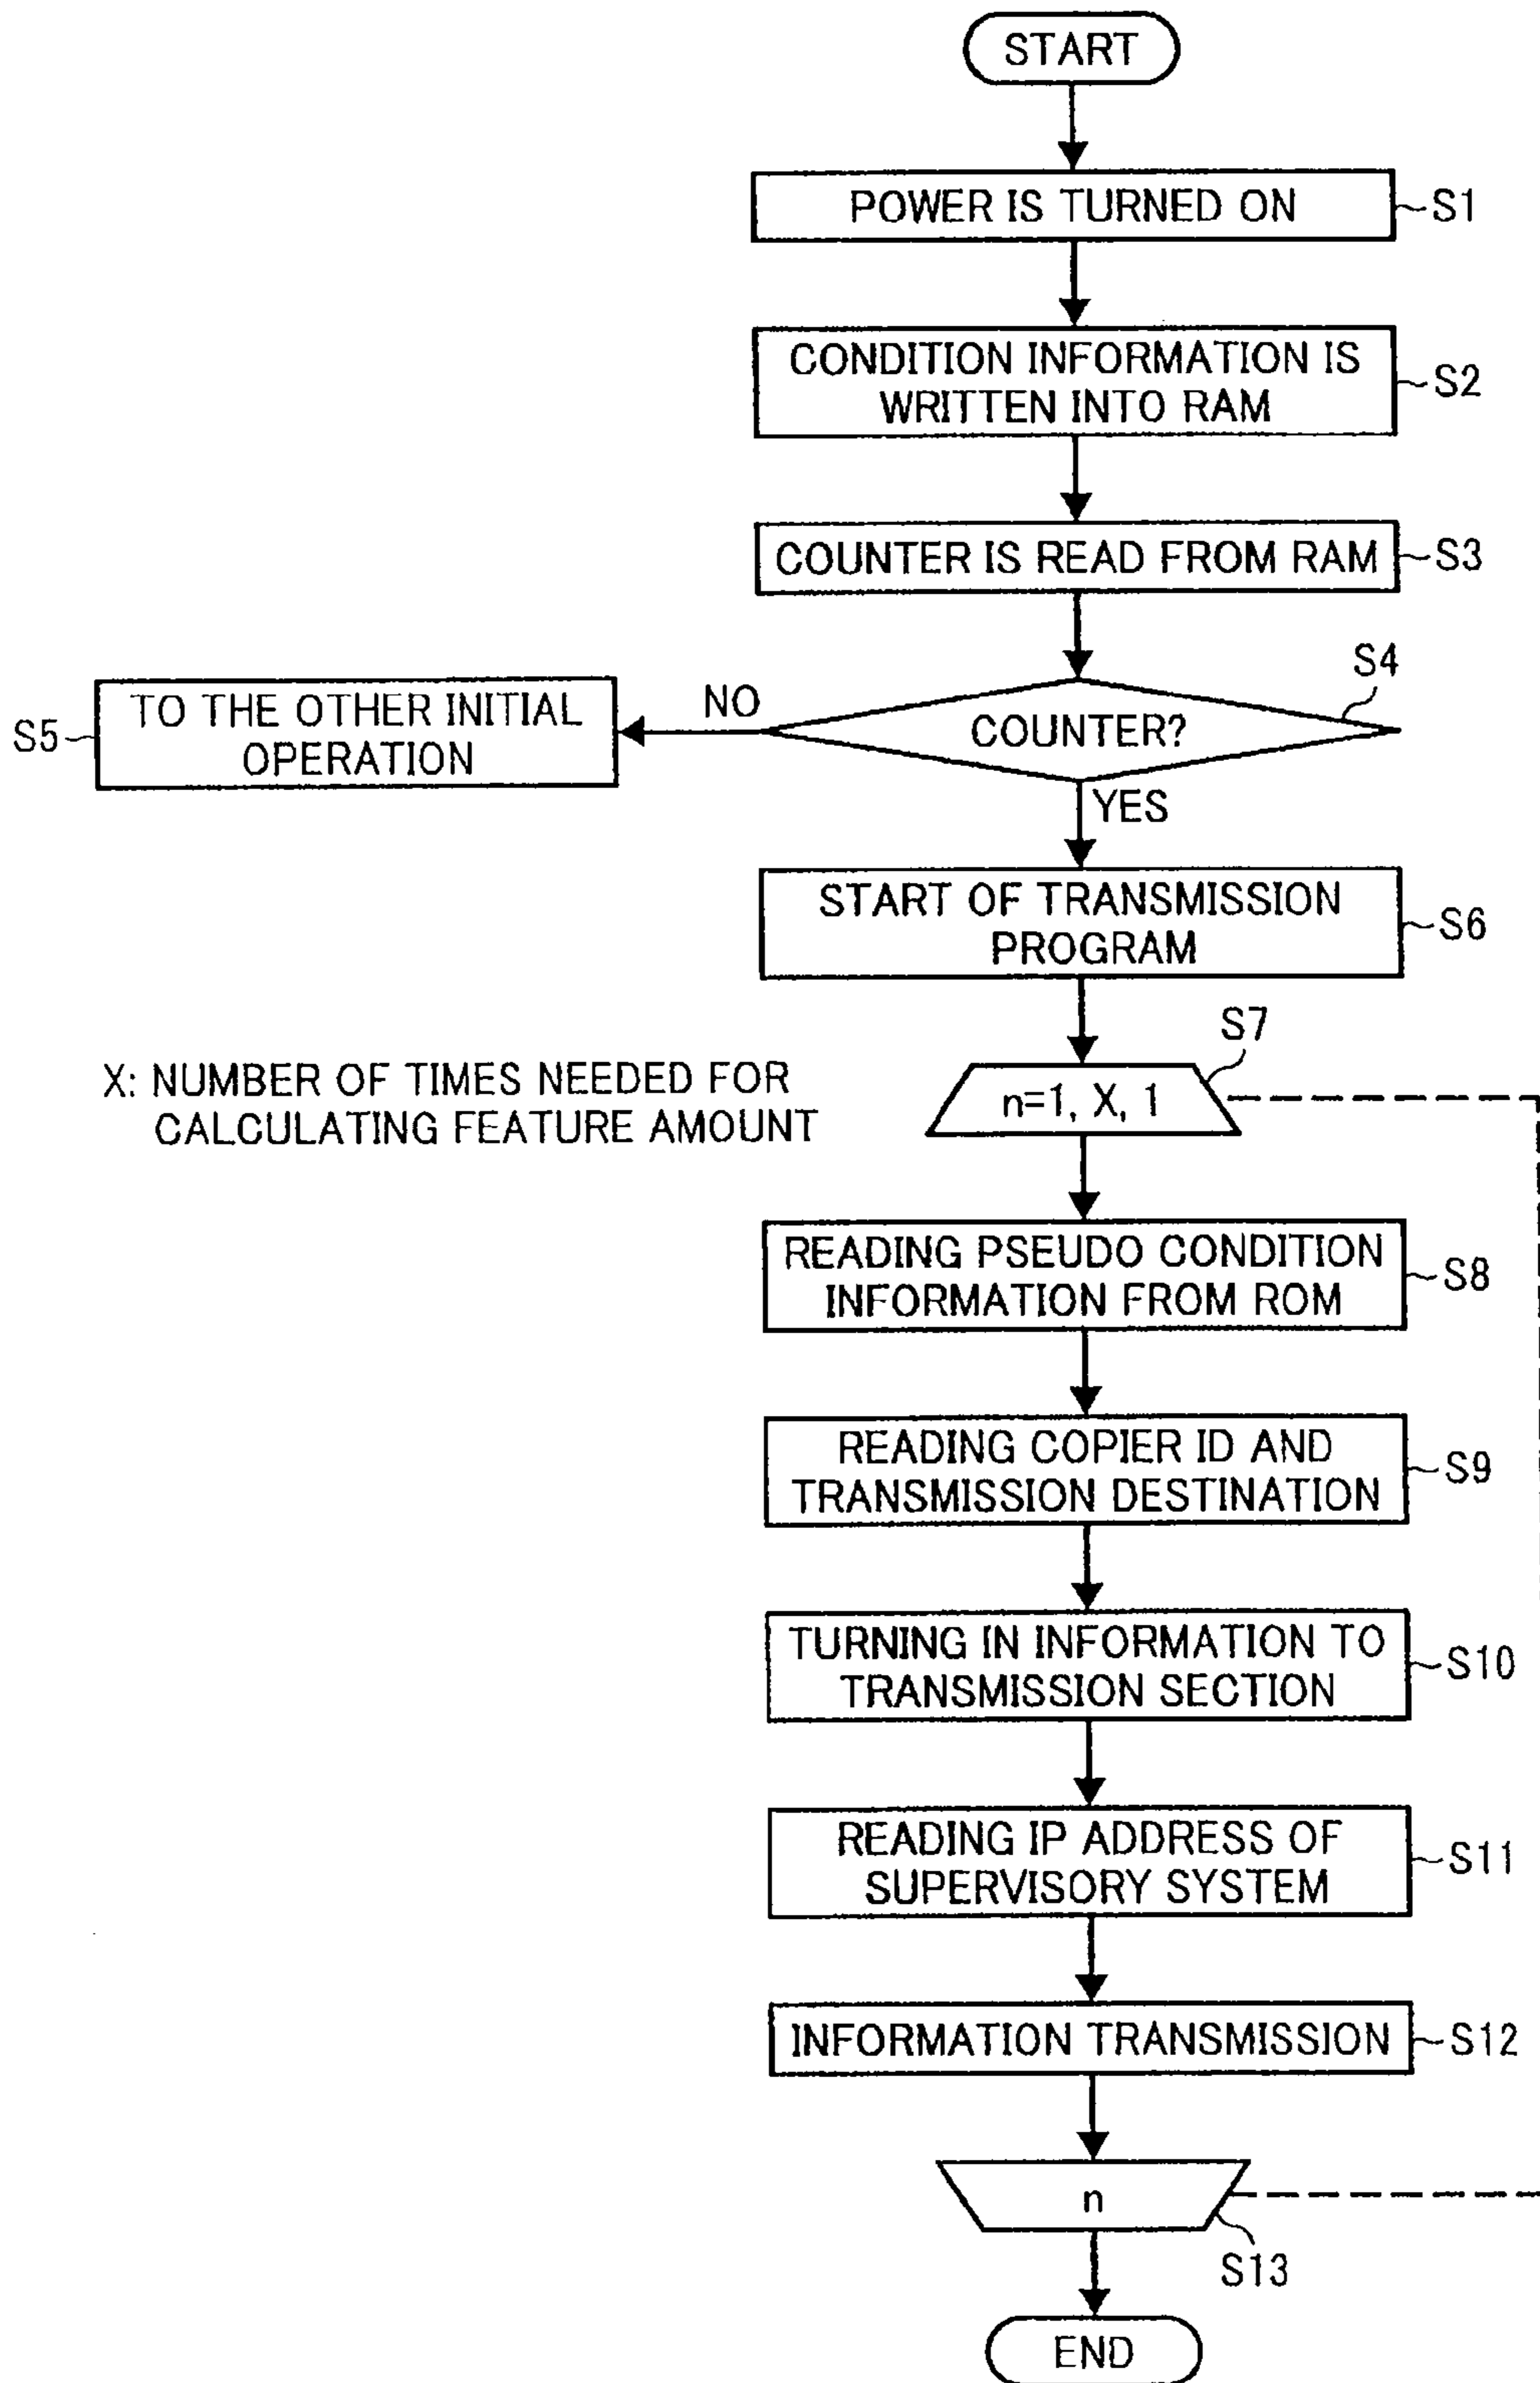 START
POWER IS TURNED ON
S1
CONDITION INFORMATION IS
WRITTEN INTO RAM
S2
COUNTER IS READ FROM RAM
S3
S4
COUNTER?
NO
TO THE OTHER INITIAL
OPERATION
S5
YES
START OF TRANSMISSION
PROGRAM
S6
S7
n=1, X, 1
X: NUMBER OF TIMES NEEDED FOR
CALCULATING FEATURE AMOUNT
READING PSEUDO CONDITION
INFORMATION FROM ROM
S8
READING COPIER ID AND
TRANSMISSION DESTINATION
S9
TURNING IN INFORMATION TO
TRANSMISSION SECTION
S10
READING IP ADDRESS OF
SUPERVISORY SYSTEM
S11
INFORMATION TRANSMISSION
S12
n
S13
END